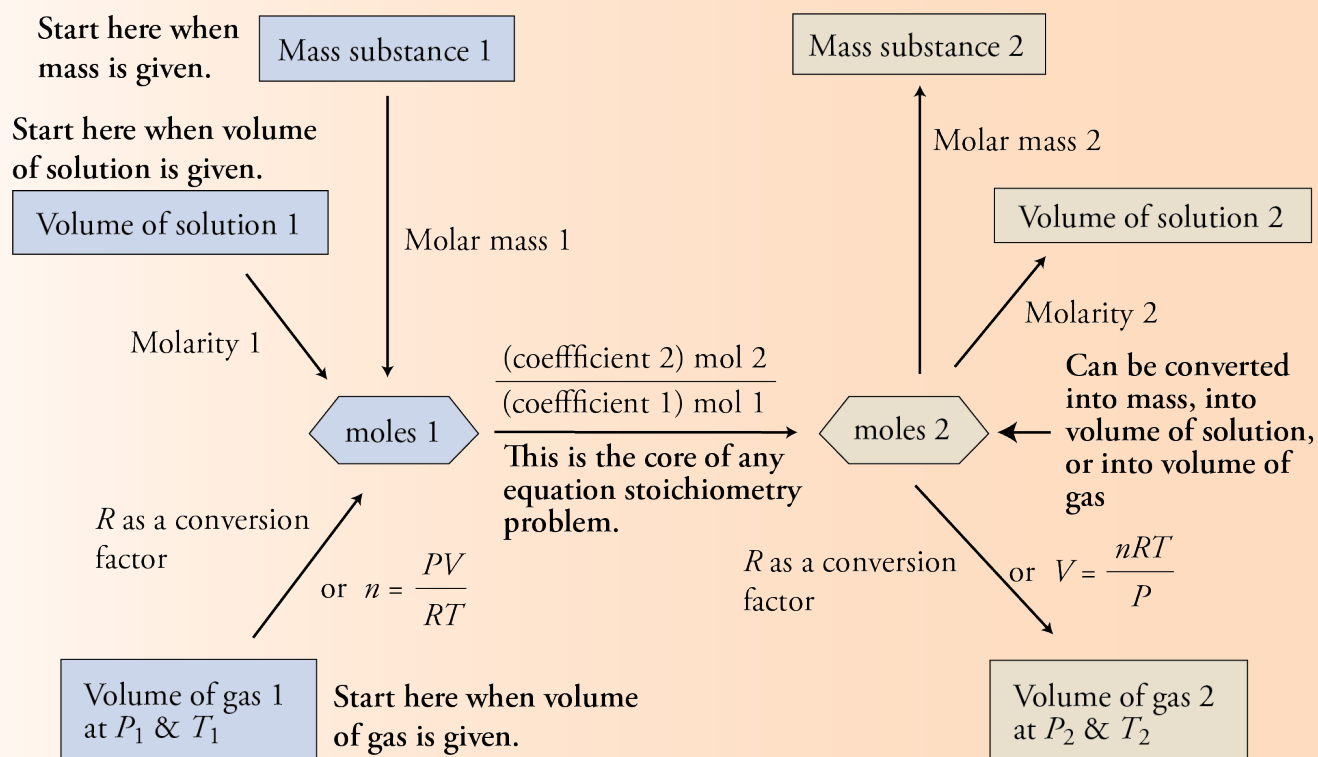 Start here when
mass is given.
Mass substance 1
Mass substance 2
Start here when volume
of solution is given.
Volume of solution 1
Molar mass 1
Molar mass 2
Volume of solution 2
Molarity 1
Molarity 2
(coeffficient 2) mol 2
(coeffficient 1) mol 1
moles 1
This is the core of any
equation stoichiometry
problem.
moles 2
Can be converted
into mass, into
volume of solution,
or into volume of
gas
R as a conversion
factor
or n = PV
RT
R as a conversion
factor
or V = nRT
P
Volume of gas 1
at P₁ & T₁
Start here when volume
of gas is given.
Volume of gas 2
at P₂ & T₂